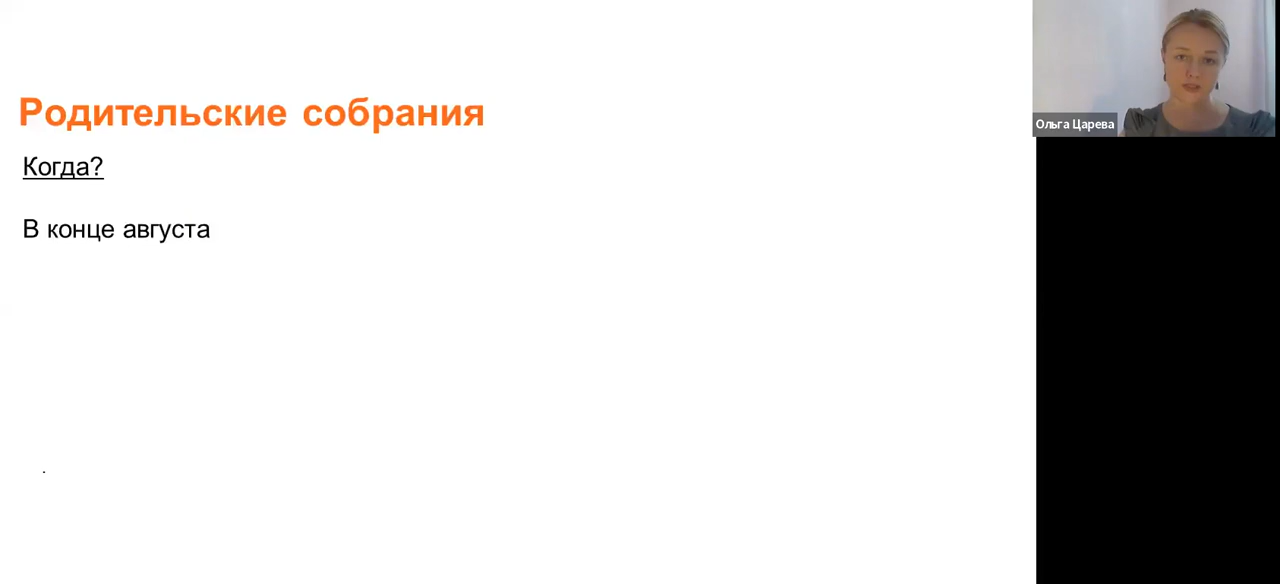 Родительские собрания
Когда?
В конце августа
.
Ольга Царева